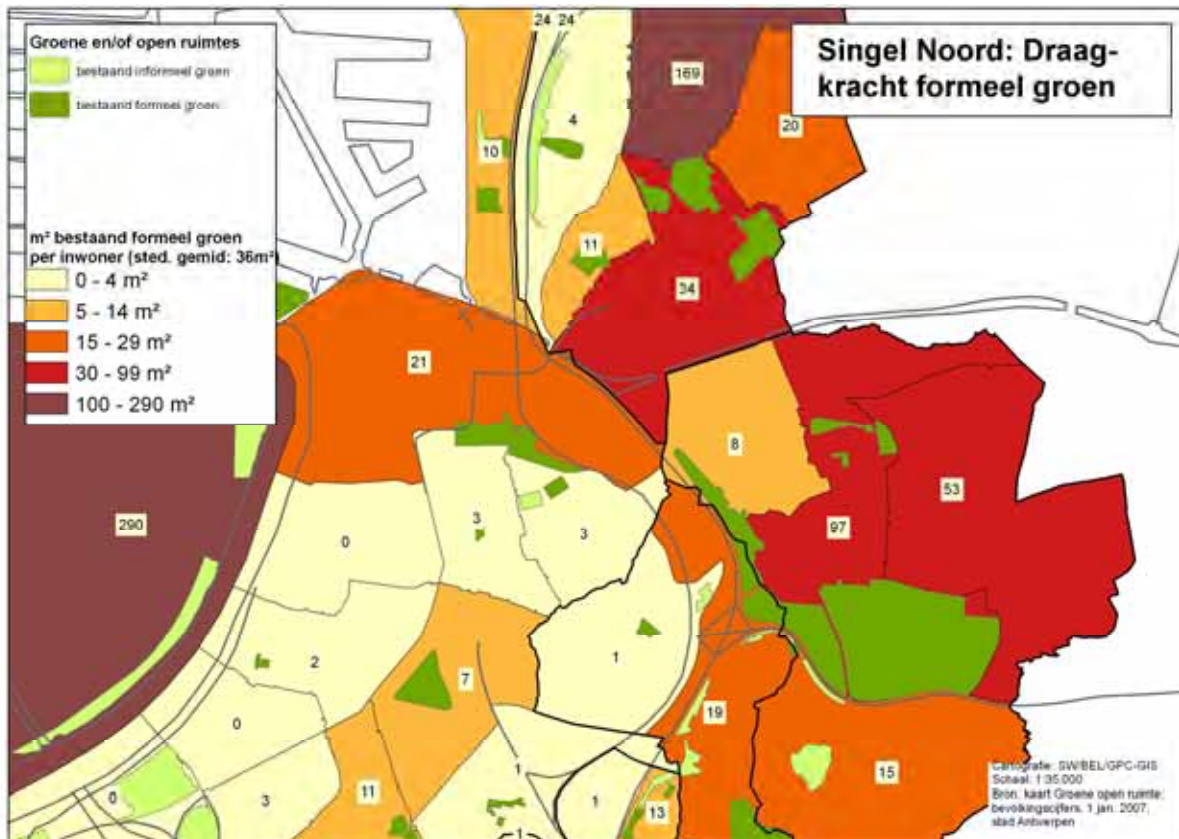 Groene en/of open ruimtes
bestaand informeel groen
bestaand formeel groen
m² bestaand formeel groen
per inwoner (sted. gemid: 36m²)
0 - 4 m²
5 - 14 m²
15 - 29 m²
30 - 99 m²
100 - 290 m²
Singel Noord: Draag-
kracht formeel groen
24 24
169
4
20
10
11
34
21
8
53
290
97
0
3
3
2
1
7
0
19
15
1
0
3
11
1
13
1
Cartografie: SW/BEL/GPC-GIS
Schaal: 1:35.000
Bron: kaart Groene open ruimte;
bevolkingscijfers, 1 jan. 2007,
stad Antwerpen